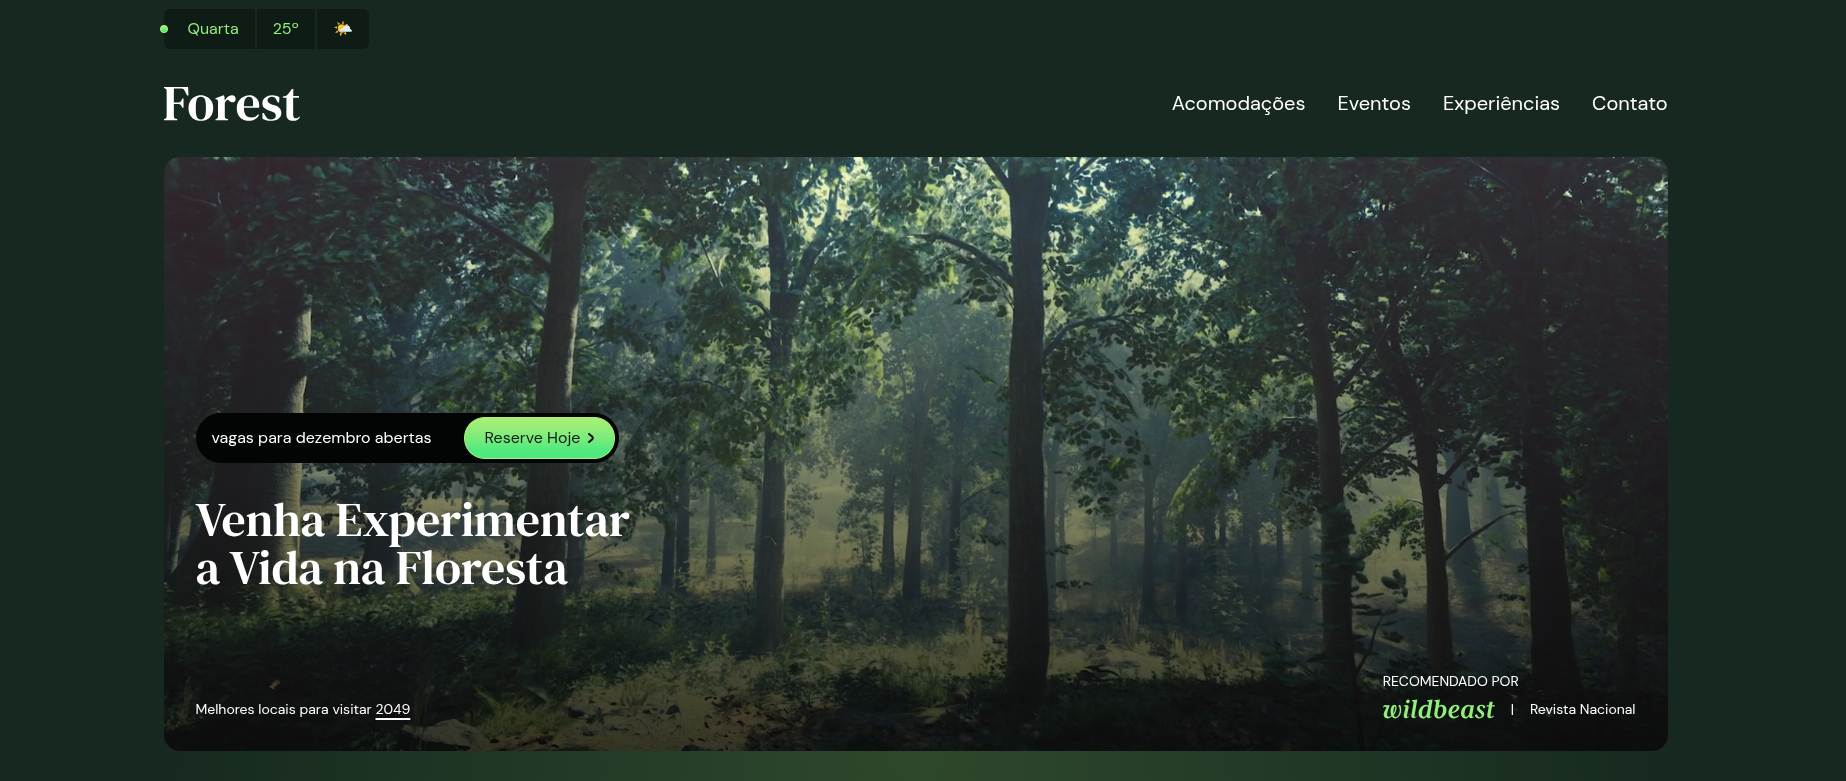 Quarta 25º
Forest
Acomodações Eventos Experiências Contato
vagas para dezembro abertas Reserve Hoje
Venha Experimentar
a Vida na Floresta
Melhores locais para visitar 2049
RECOMENDADO POR
wildbeast | Revista Nacional